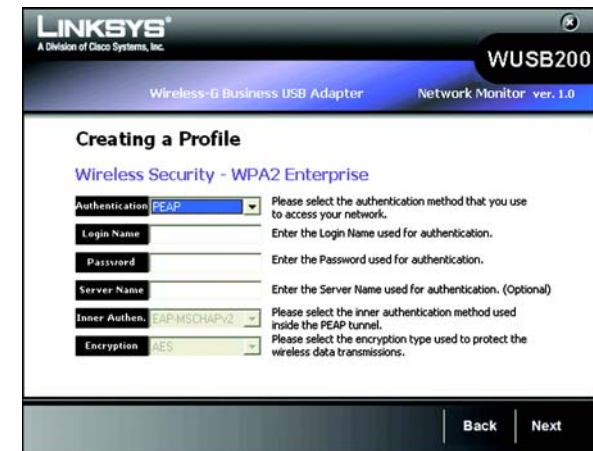 LINKSYS®
A Division of Cisco Systems, Inc.
WUSB200
Wireless-G Business USB Adapter
Network Monitor ver. 1.0
Creating a Profile
Wireless Security - WPA2 Enterprise
Authentication PEAP Please select the authentication method that you use
to access your network.
Login Name Enter the Login Name used for authentication.
Password Enter the Password used for authentication.
Server Name Enter the Server Name used for authentication. (Optional)
Inner Authen. EAP-MSCHAPv2 Please select the inner authentication method used
inside the PEAP tunnel.
Encryption AES Please select the encryption type used to protect the
wireless data transmissions.
Back Next